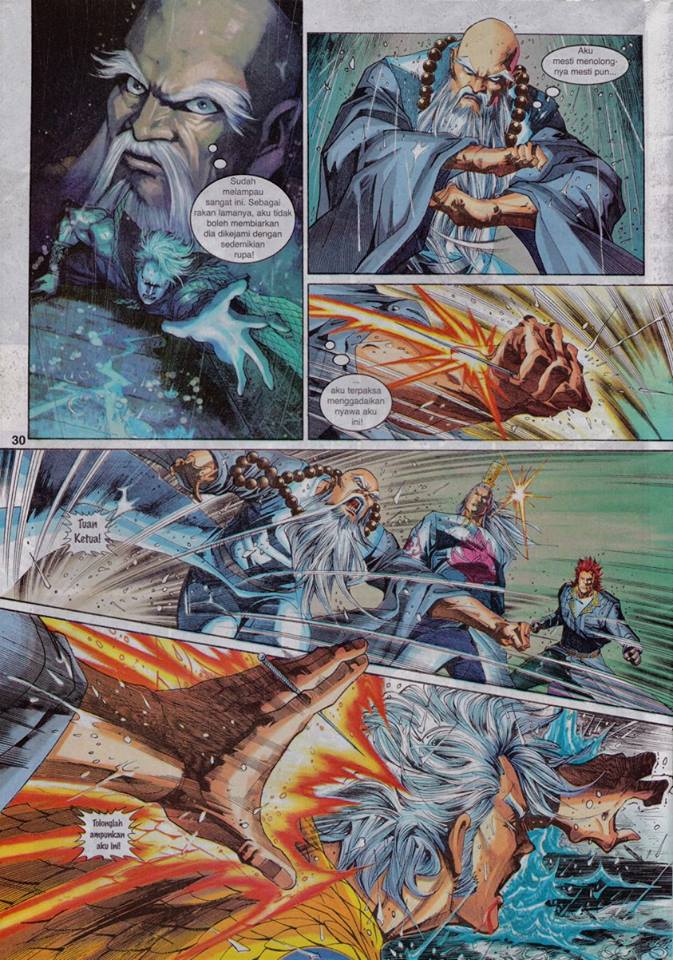 Sudah
melampau
sangat ini. Sebagai
rakan lamanya, aku tidak
boleh membiarkan
dia dikejami dengan
sedemikian
rupa!
Aku
mesti menolong-
nya mesti pun...
aku terpaksa
menggadaikan
nyawa aku
ini!
30
Tuan
Ketua!
Tolonglah
ampunkan
aku ini!